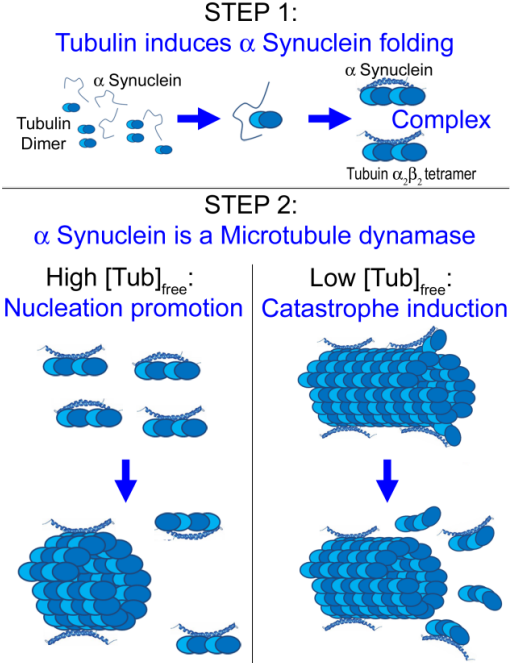 STEP 1:
Tubulin induces α Synuclein folding
α Synuclein
Tubulin
Dimer
α Synuclein
Complex
Tubuin α₂β₂ tetramer
STEP 2:
α Synuclein is a Microtubule dynamase
High [Tub]free:
Nucleation promotion
Low [Tub]free:
Catastrophe induction